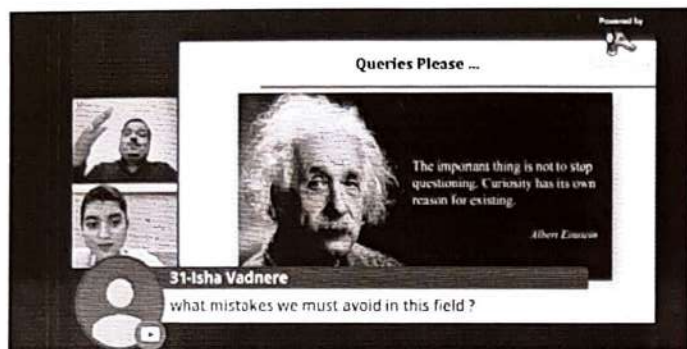 Powered by
Queries Please ...
The important thing is not to stop
questioning. Curiosity has its own
reason for existing.
Albert Einstein
31-Isha Vadnere
what mistakes we must avoid in this field ?